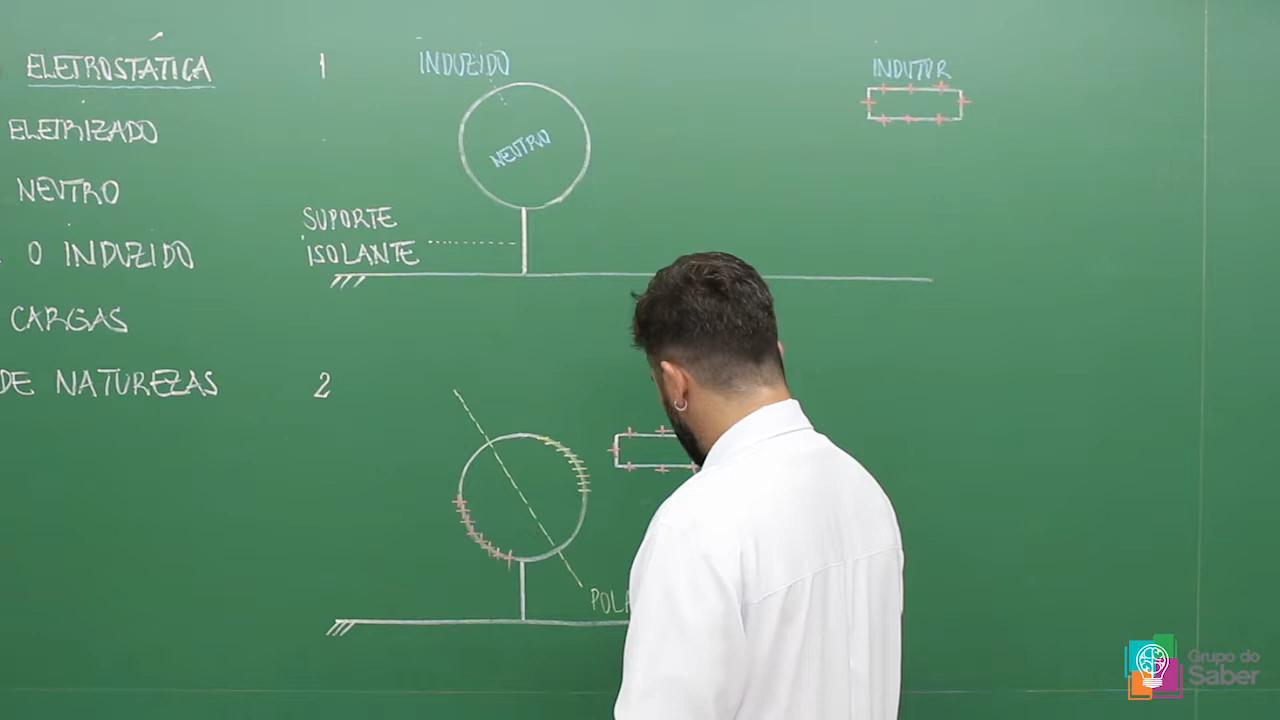 ELETROSTÁTICA
ELETRIZADO
NEUTRO
O INDUZIDO
CARGAS
DE NATUREZAS
1
INDUZIDO
NEUTRO
INDUTOR
SUPORTE
ISOLANTE
2
POLA
Grupo do
Saber